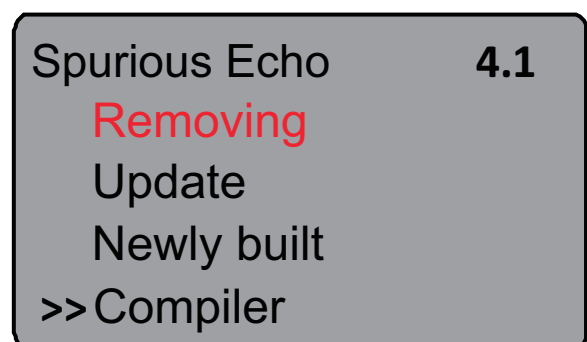 Spurious Echo 4.1
Removing
Update
Newly built
>>Compiler